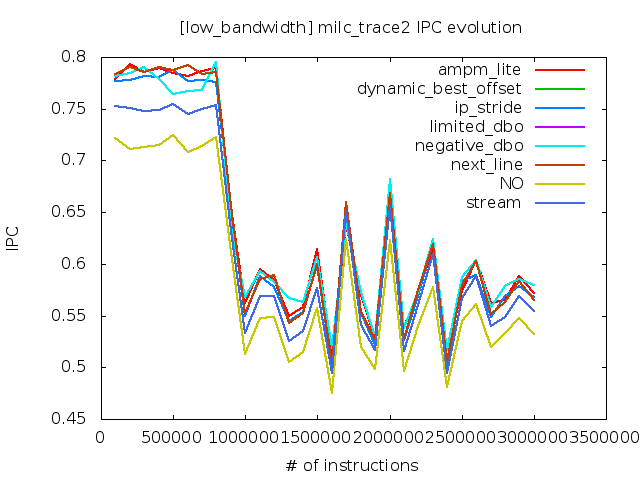 [low_bandwidth] milc_trace2 IPC evolution
0.8
0.75
0.7
0.65
0.6
0.55
0.5
0.45
IPC
ampm_lite
dynamic_best_offset
ip_stride
limited_dbo
negative_dbo
next_line
NO
stream
0 500000 1000000 1500000 2000000 2500000 3000000 3500000
# of instructions